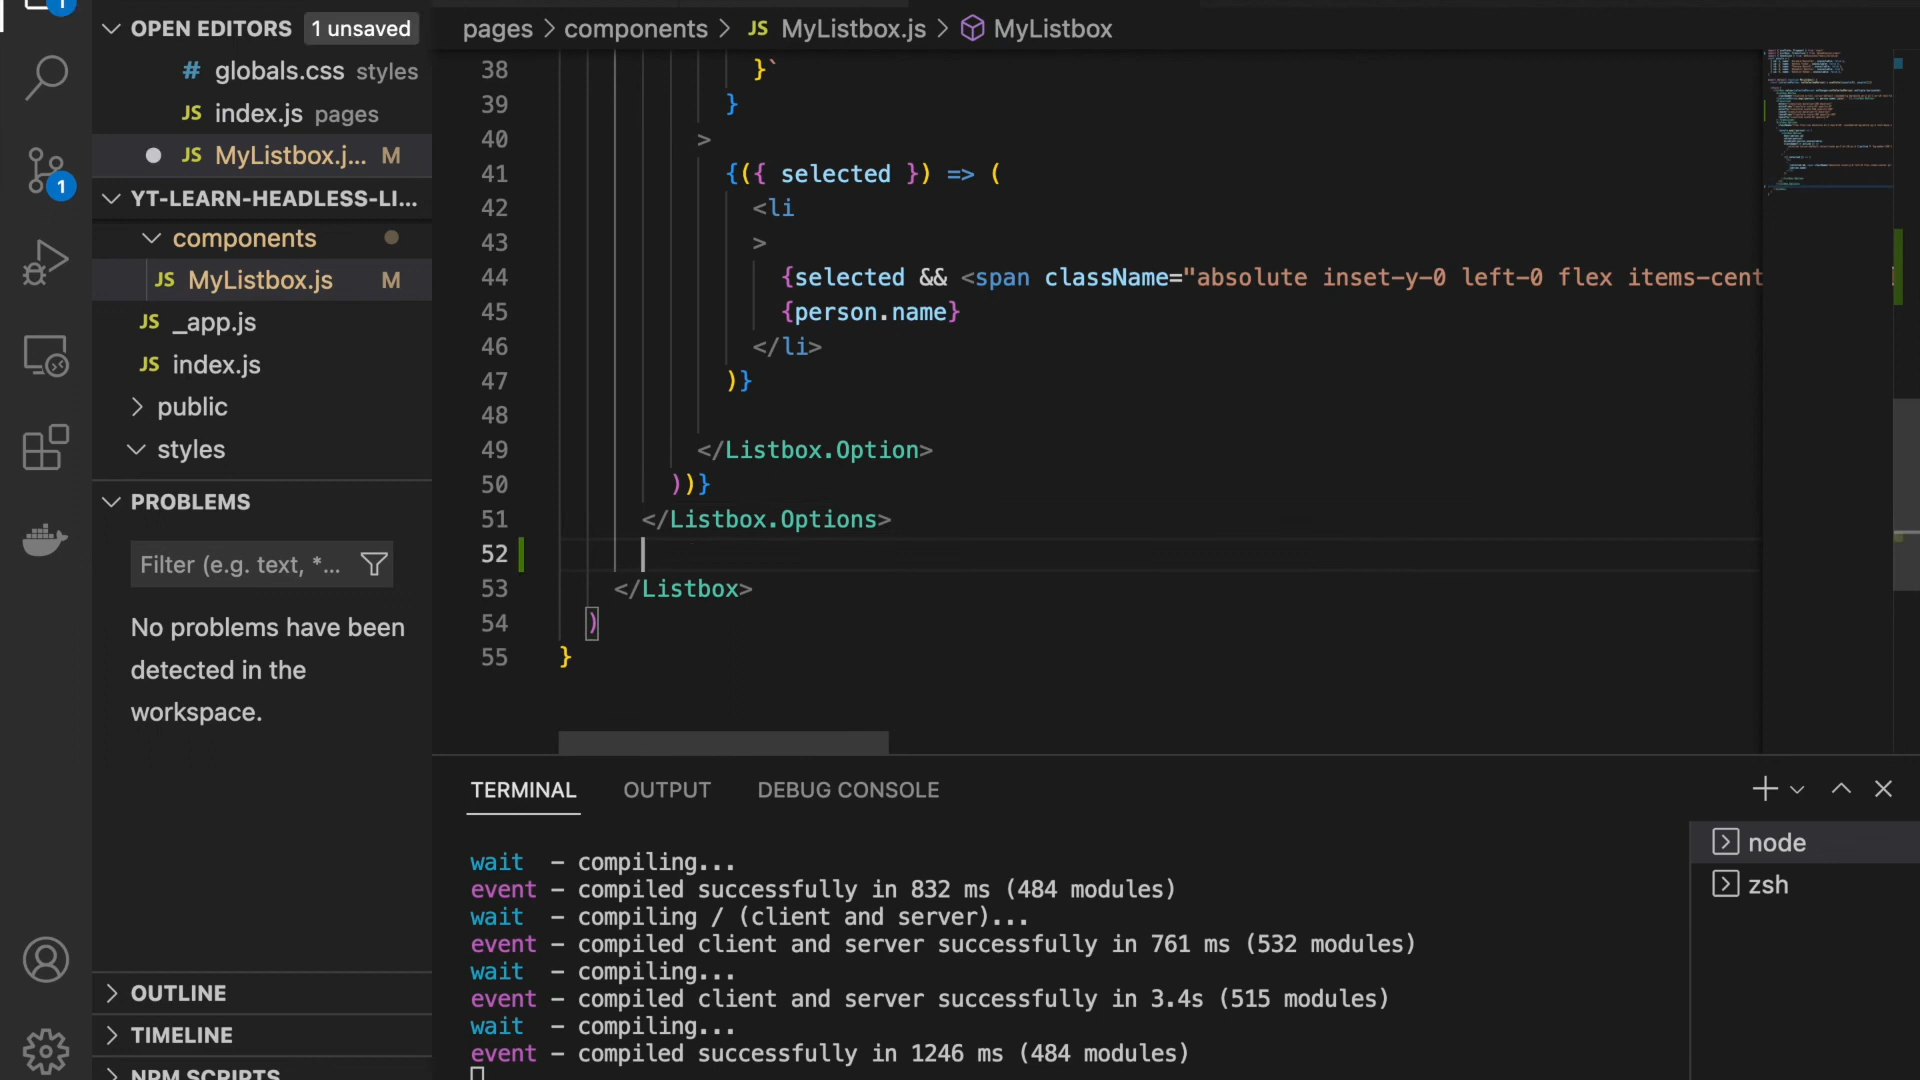 1
OPEN EDITORS 1 unsaved
# globals.css styles
JS index.js pages
JS MyListbox.j... M
1
YT-LEARN-HEADLESS-LI...
components
JS MyListbox.js M
JS _app.js
JS index.js
public
styles
PROBLEMS
Filter (e.g. text, *...
No problems have been
detected in the
workspace.
OUTLINE
TIMELINE
NPM SCRIPTS
pages > components > JS MyListbox.js > MyListbox
38 }`
39 }
40 >
41 {({ selected }) => (
42 <li
43 >
44 {selected && <span className="absolute inset-y-0 left-0 flex items-cent
45 {person.name}
46 </li>
47 )}
48
49 </Listbox.Option>
50 ))}
51 </Listbox.Options>
52
53 </Listbox>
54 )
55 }
TERMINAL OUTPUT DEBUG CONSOLE
wait - compiling...
event - compiled successfully in 832 ms (484 modules)
wait - compiling / (client and server)...
event - compiled client and server successfully in 761 ms (532 modules)
wait - compiling...
event - compiled client and server successfully in 3.4s (515 modules)
wait - compiling...
event - compiled successfully in 1246 ms (484 modules)
node
zsh